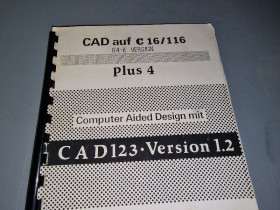 CAD auf C 16/116
64-K VERSION
plus 4
Computer Aided Design mit
CAD123·Version 1.2